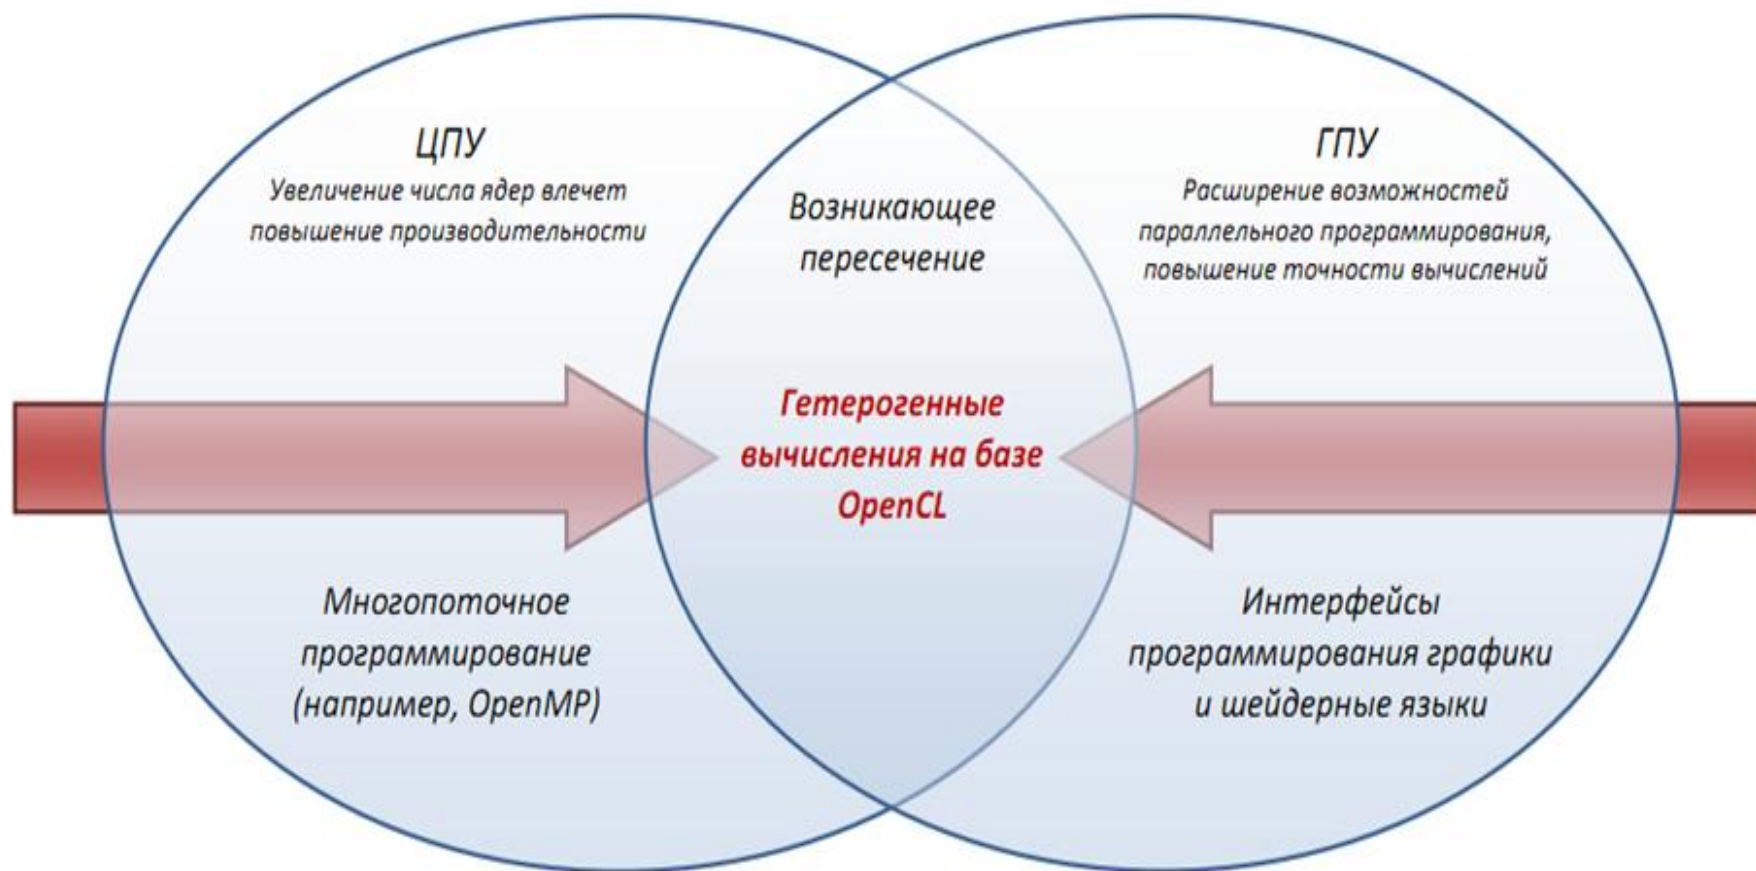 ЦПУ
Увеличение числа ядер влечет
повышение производительности
Многопоточное
программирование
(например, OpenMP)
Возникающее
пересечение
Гетерогенные
вычисления на базе
OpenCL
ГПУ
Расширение возможностей
параллельного программирования,
повышение точности вычислений
Интерфейсы
программирования графики
и шейдерные языки